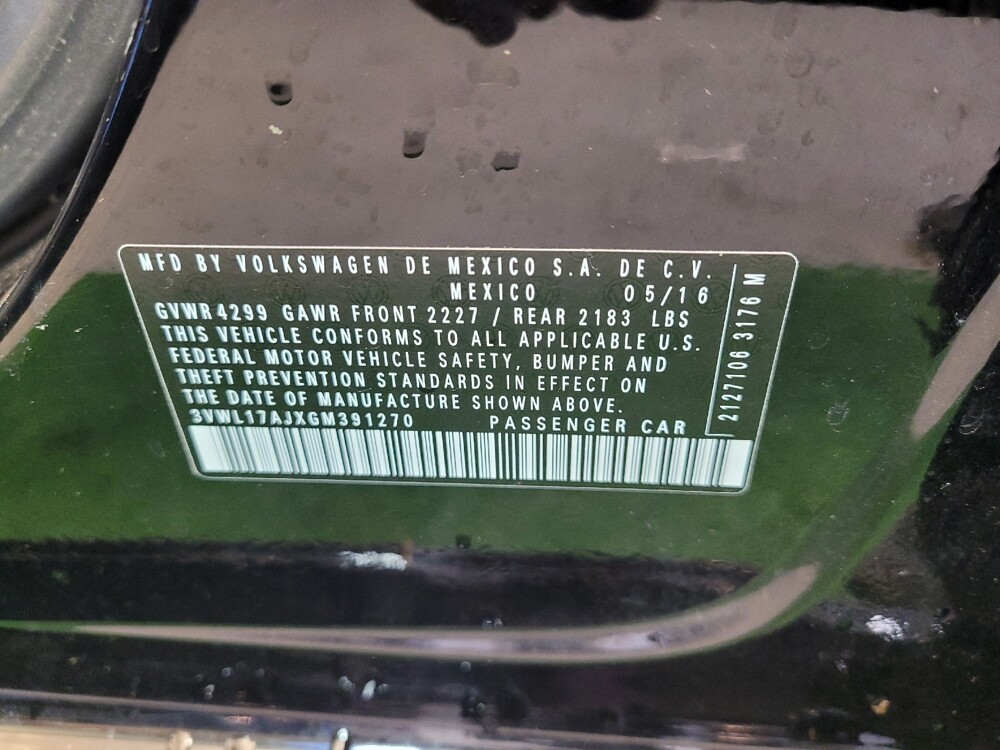 MFD BY VOLKSWAGEN DE MEXICO S.A. DE C.V.
MEXICO 05/16
GVWR 4299 GAWR FRONT 2227 / REAR 2183 LBS
THIS VEHICLE CONFORMS TO ALL APPLICABLE U.S.
FEDERAL MOTOR VEHICLE SAFETY, BUMPER AND
THEFT PREVENTION STANDARDS IN EFFECT ON
THE DATE OF MANUFACTURE SHOWN ABOVE.
3VWL17AJXGM391270 PASSENGER CAR
2127106 3176 M